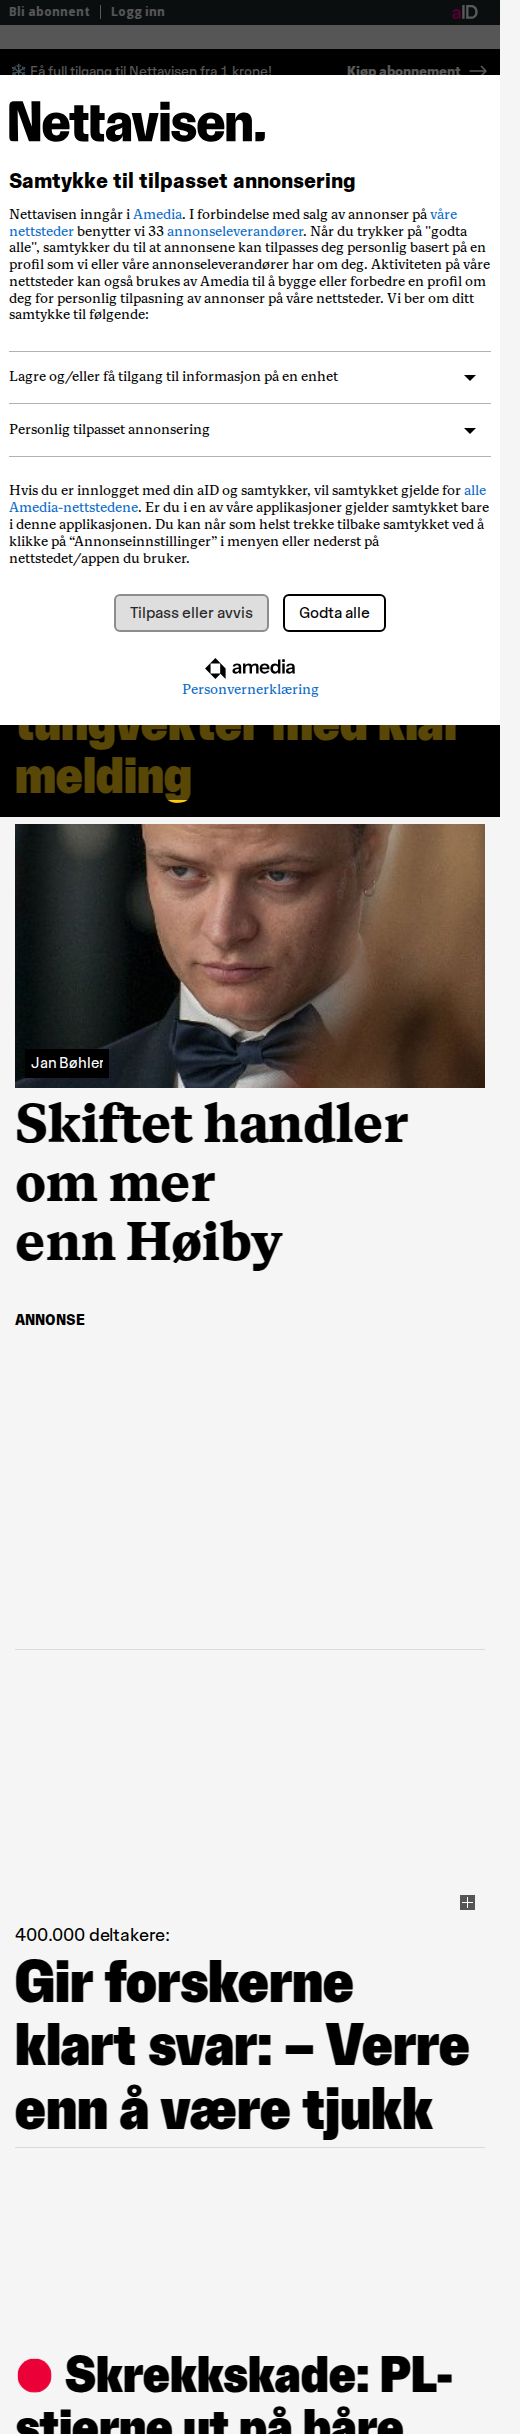 Bli abonnent | Logg inn
aID
Få full tilgang til Nettavisen fra 1 krone!
Kjøp abonnement →
Nettavisen.
Samtykke til tilpasset annonsering
Nettavisen inngår i Amedia. I forbindelse med salg av annonser på våre
nettsteder benytter vi 33 annonseleverandører. Når du trykker på "godta
alle", samtykker du til at annonsene kan tilpasses deg personlig basert på en
profil som vi eller våre annonseleverandører har om deg. Aktiviteten på våre
nettsteder kan også brukes av Amedia til å bygge eller forbedre en profil om
deg for personlig tilpasning av annonser på våre nettsteder. Vi ber om ditt
samtykke til følgende:
Lagre og/eller få tilgang til informasjon på en enhet
Personlig tilpasset annonsering
Hvis du er innlogget med din aID og samtykker, vil samtykket gjelde for alle
Amedia-nettstedene. Er du i en av våre applikasjoner gjelder samtykket bare
i denne applikasjonen. Du kan når som helst trekke tilbake samtykket ved å
klikke på “Annonseinnstillinger” i menyen eller nederst på
nettstedet/appen du bruker.
Tilpass eller avvis
Godta alle
amedia
Personvernerklæring
tungvekter med klar
melding
Jan Bøhler
Skiftet handler
om mer
enn Høiby
ANNONSE
400.000 deltakere:
Gir forskerne
klart svar: – Verre
enn å være tjukk
Skrekkskade: PL-
stjerne ut på båre